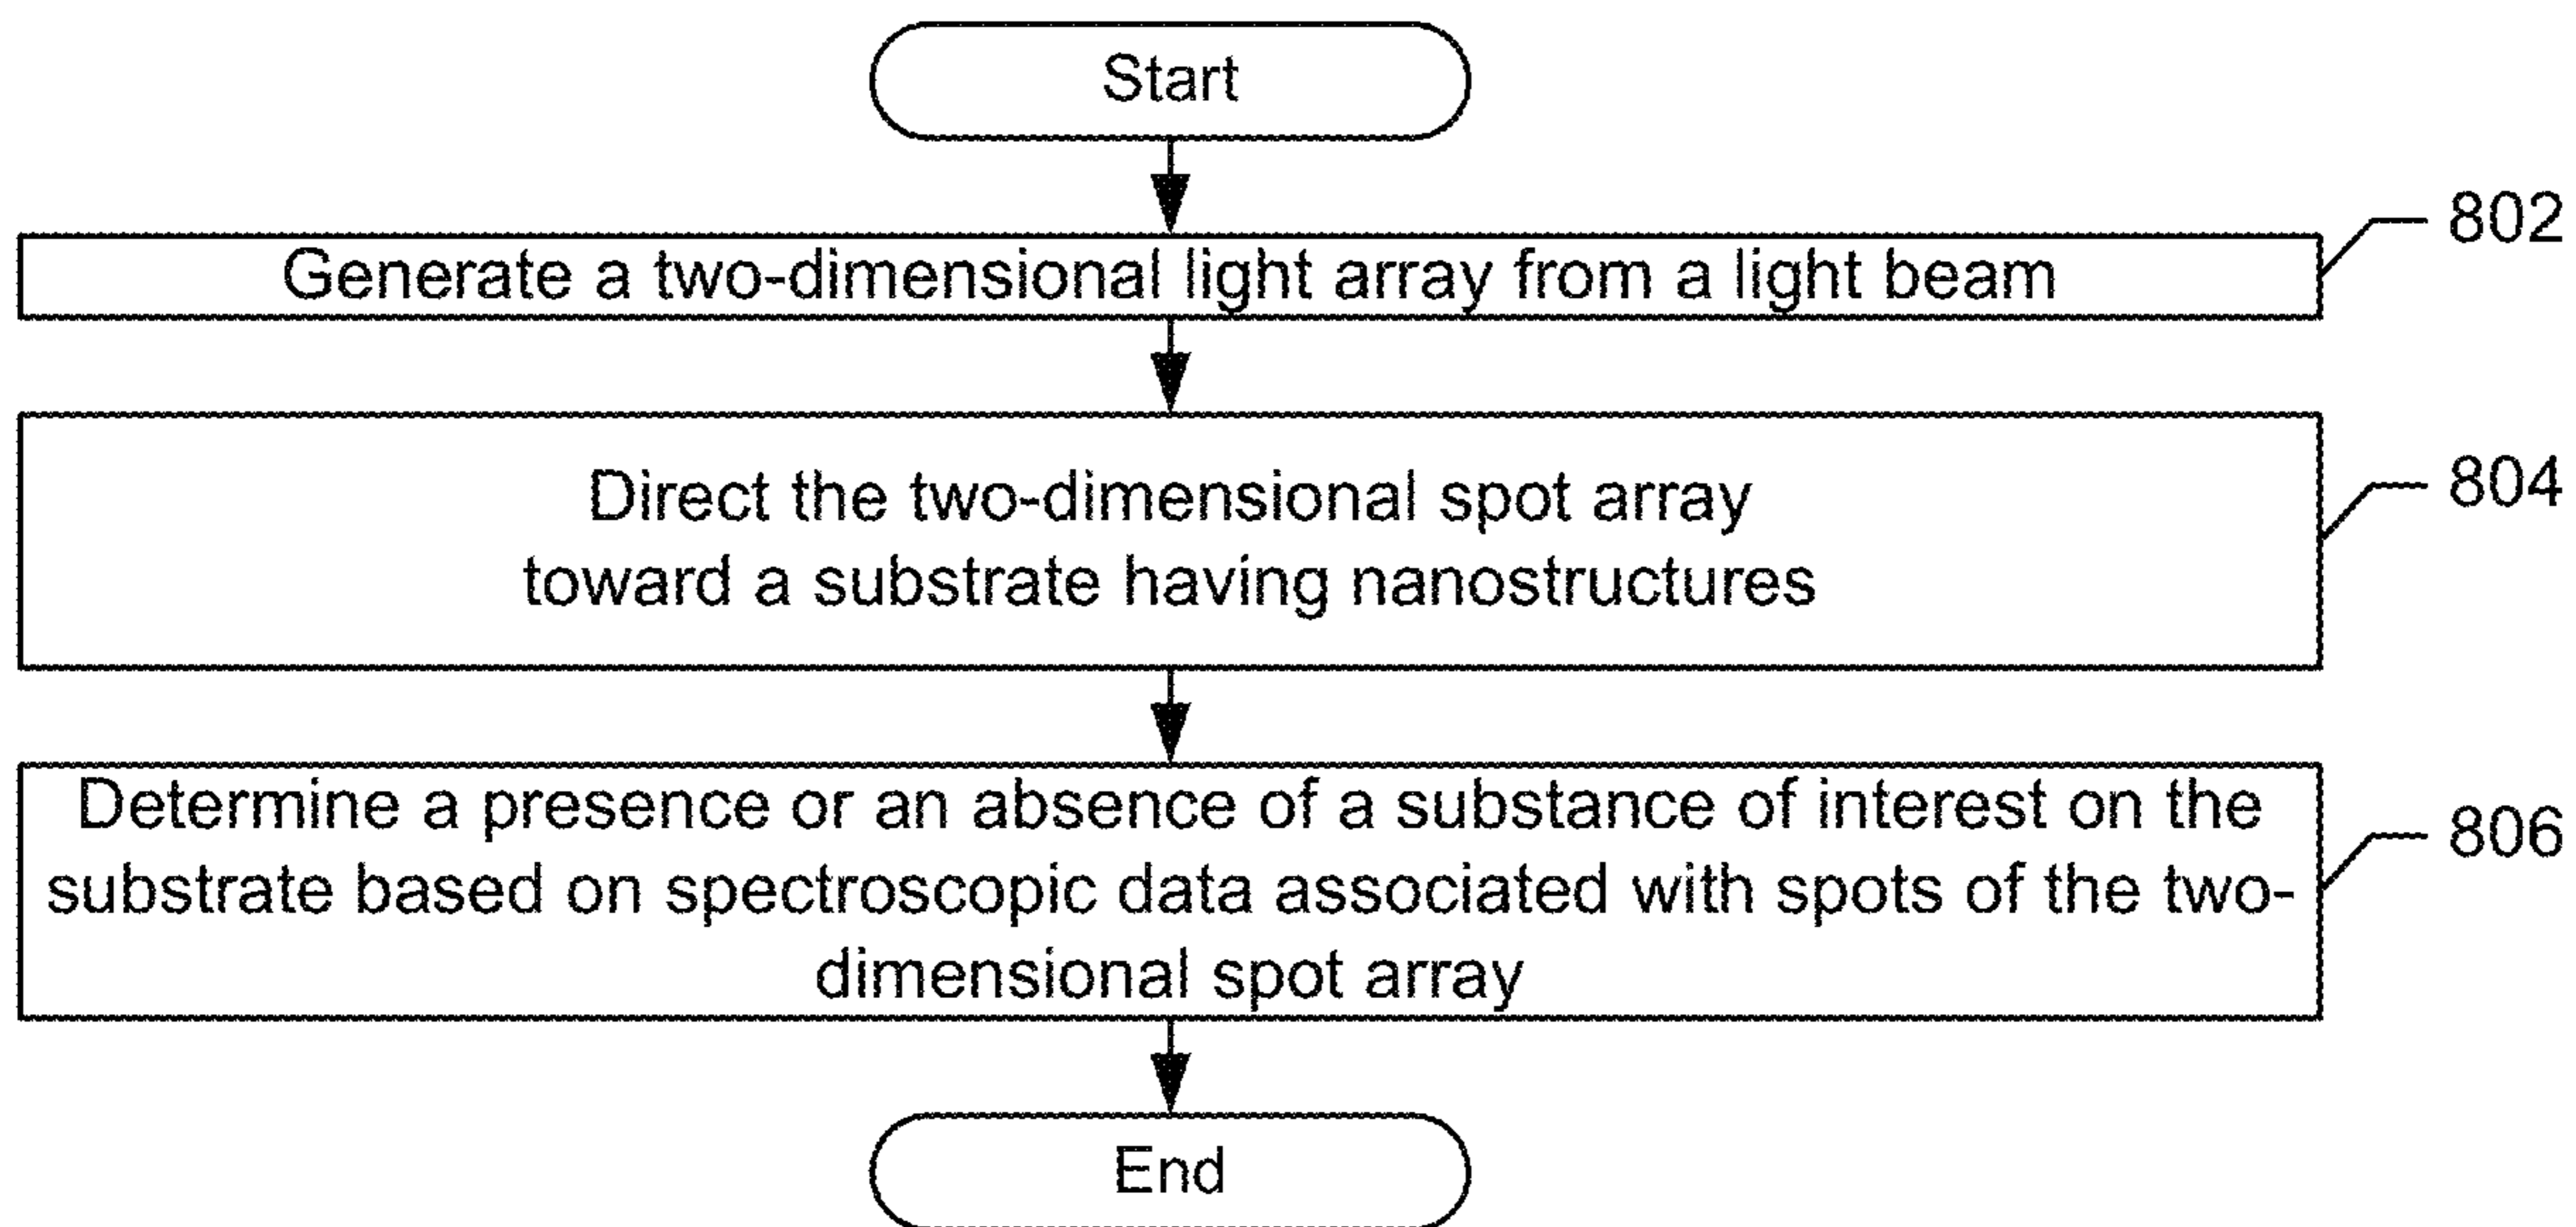 Start
Generate a two-dimensional light array from a light beam
802
Direct the two-dimensional spot array
toward a substrate having nanostructures
804
Determine a presence or an absence of a substance of interest on the
substrate based on spectroscopic data associated with spots of the two-
dimensional spot array
806
End